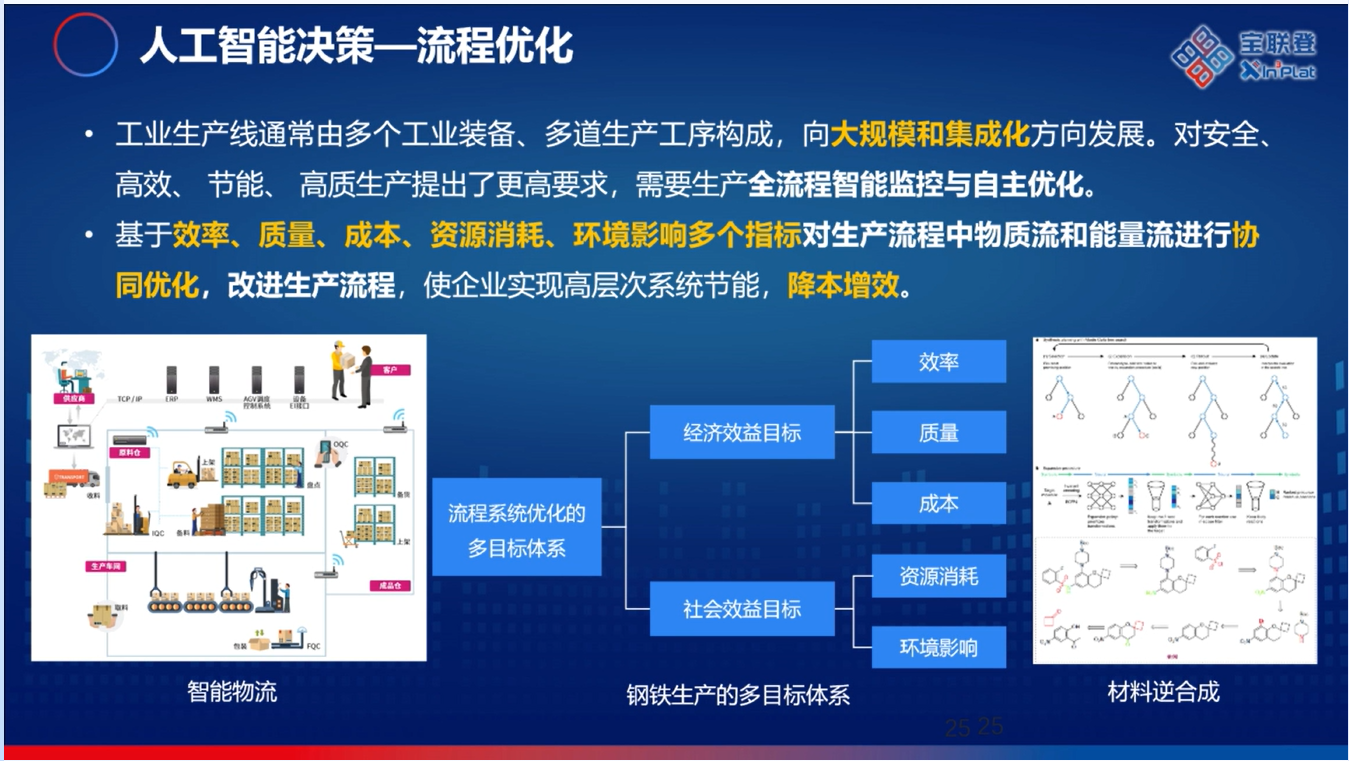 人工智能决策—流程优化
宝联登
XinPlat
• 工业生产线通常由多个工业装备、多道生产工序构成，向大规模和集成化方向发展。对安全、
高效、 节能、 高质生产提出了更高要求，需要生产全流程智能监控与自主优化。
• 基于效率、质量、成本、资源消耗、环境影响多个指标对生产流程中物质流和能量流进行协
同优化，改进生产流程，使企业实现高层次系统节能，降本增效。
供应商
TCP/IP
ERP
WMS
AGV调度
控制系统
设备
EI接口
客户
原料仓
OQC
上架
盘点
备货
TRANSPORT
收料
IQC
备料
上架
生产车间
成品仓
取料
包装
FQC
智能物流
流程系统优化的
多目标体系
经济效益目标
社会效益目标
效率
质量
成本
资源消耗
环境影响
钢铁生产的多目标体系
材料逆合成
25 25